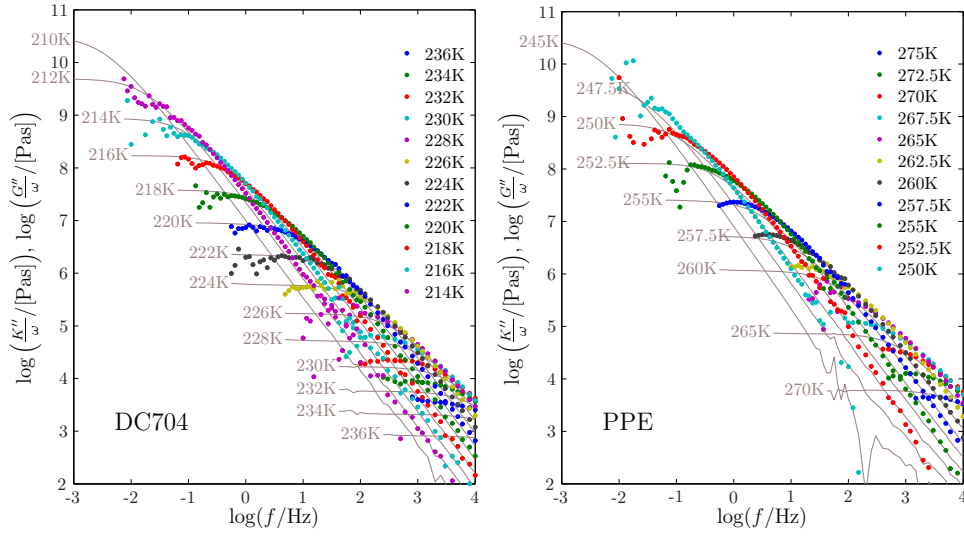 log(K''/ω/[Pas]), log(G''/ω/[Pas])
11
10
9
8
7
6
5
4
3
2
-3
-2
-1
0
1
2
3
4
log(f/Hz)
210K
212K
214K
216K
218K
220K
222K
224K
226K
228K
230K
232K
234K
236K
DC704
236K
234K
232K
230K
228K
226K
224K
222K
220K
218K
216K
214K
log(K''/ω/[Pas]), log(G''/ω/[Pas])
11
10
9
8
7
6
5
4
3
2
-3
-2
-1
0
1
2
3
4
log(f/Hz)
245K
247.5K
250K
252.5K
255K
257.5K
260K
265K
270K
PPE
275K
272.5K
270K
267.5K
265K
262.5K
260K
257.5K
255K
252.5K
250K